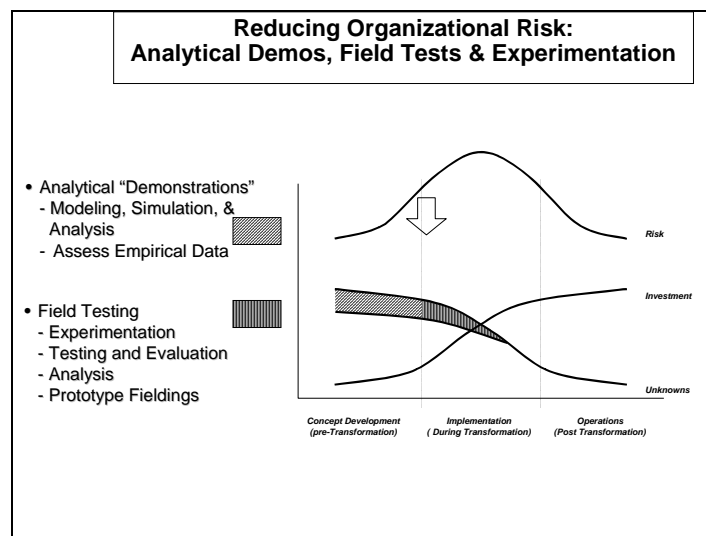 Reducing Organizational Risk:
Analytical Demos, Field Tests & Experimentation
• Analytical “Demonstrations”
- Modeling, Simulation, &
Analysis
- Assess Empirical Data
• Field Testing
- Experimentation
- Testing and Evaluation
- Analysis
- Prototype Fieldings
Risk
Investment
Unknowns
Concept Development
(pre-Transformation)
Implementation
( During Transformation)
Operations
(Post Transformation)